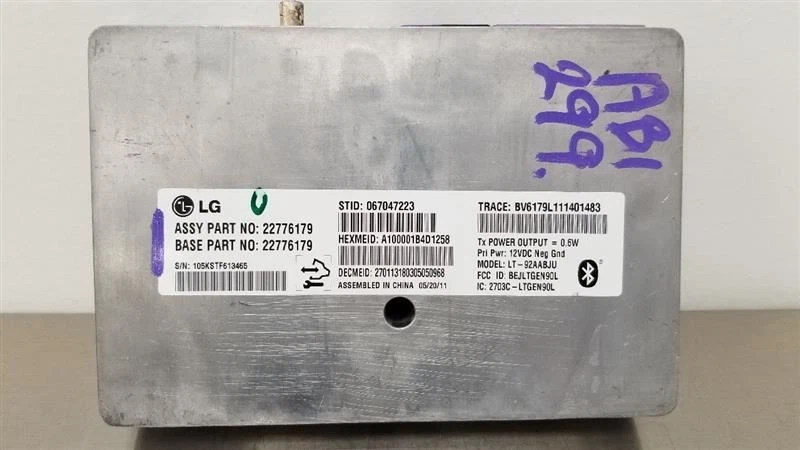 AB1
299.
LG
ASSY PART NO: 22776179
BASE PART NO: 22776179
S/N: 105KSTF613465
STID: 067047223
HEXMEID: A100001B4D1258
DECMEID: 270113180305050968
ASSEMBLED IN CHINA 05/20/11
TRACE: BV6179L111401483
Tx POWER OUTPUT = 0.6W
Pri Pwr: 12VDC Neg Gnd
MODEL: LT-92AABJU
FCC ID: BEJLTGEN90L
IC: 2703C-LTGEN90L